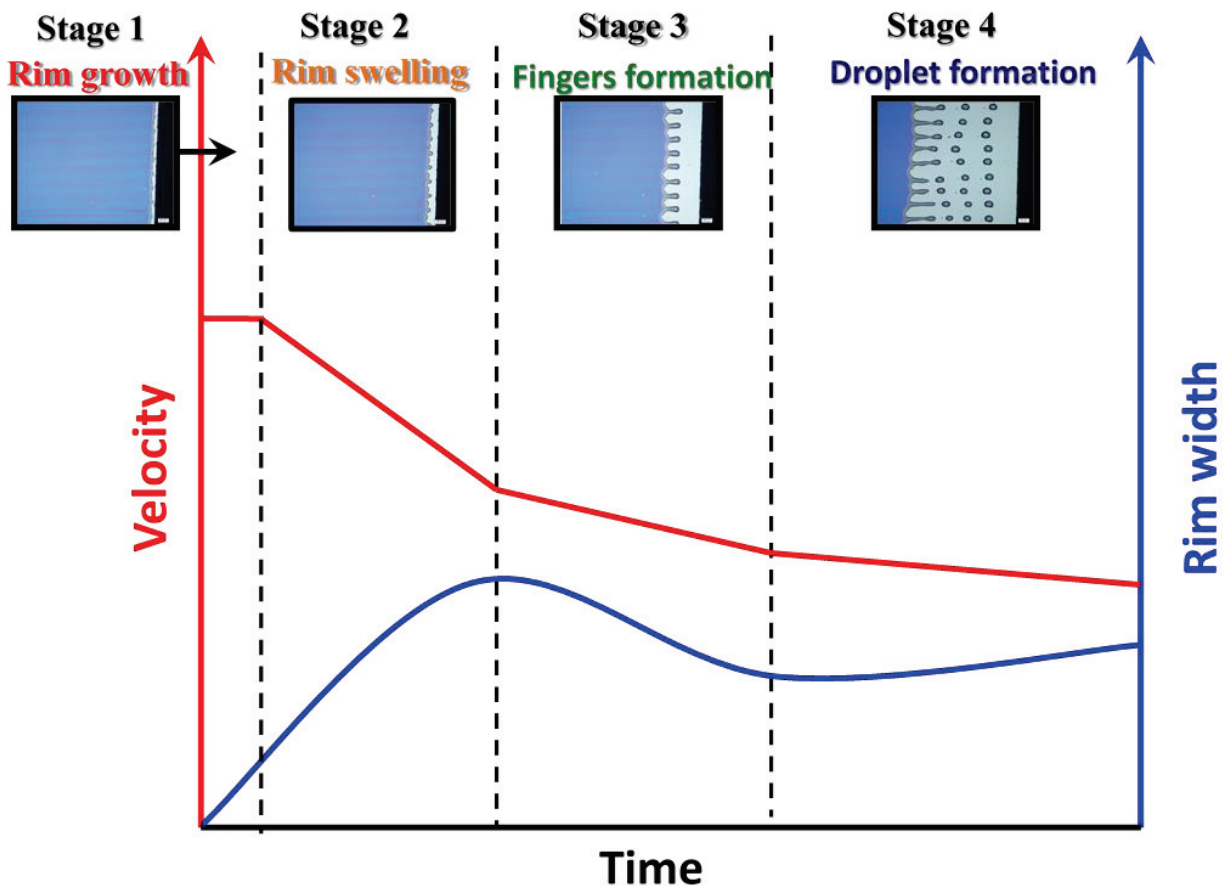 Stage 1
Rim growth
Stage 2
Rim swelling
Stage 3
Fingers formation
Stage 4
Droplet formation
Velocity
Rim width
Time